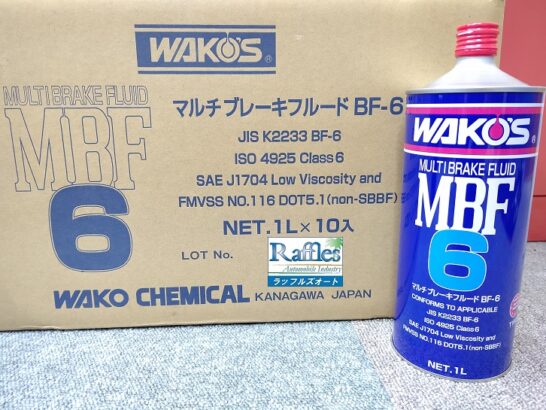 WAKO'S
MULTI BRAKE FLUID
MBF
6
マルチブレーキフルード BF-6
JIS K2233 BF-6
ISO 4925 Class6
SAE J1704 Low Viscosity and
FMVSS NO.116 DOT5.1(non-SBBF)
NET.1L×10入
LOT No.
Raffles
Automobile Industry
ラッフルズオート
WAKO CHEMICAL KANAGAWA JAPAN
WAKO'S
MULTI BRAKE FLUID
MBF
6
マルチブレーキフルード BF-6
CONFORMS TO APPLICABLE
JIS K2233 BF-6
ISO 4925 Class6
SAE J1704 Low Viscosity and
FMVSS NO.116 DOT5.1(non-SBBF)
NET.1L